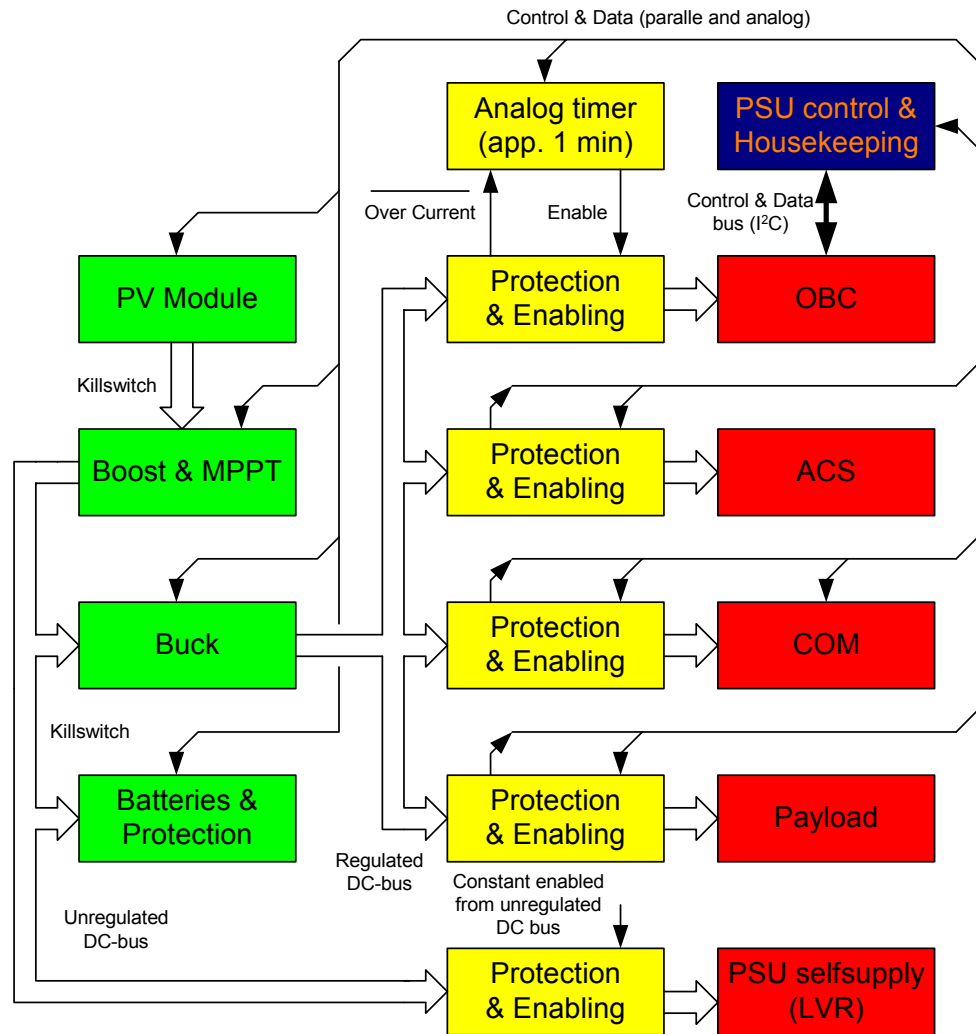 Control & Data (paralle and analog)
Analog timer
(app. 1 min)
PSU control &
Housekeeping
Over Current
Enable
Control & Data
bus (I²C)
PV Module
Protection
& Enabling
OBC
Killswitch
Boost & MPPT
Protection
& Enabling
ACS
Buck
Protection
& Enabling
COM
Killswitch
Batteries &
Protection
Protection
& Enabling
Payload
Regulated
DC-bus
Constant enabled
from unregulated
DC bus
Unregulated
DC-bus
Protection
& Enabling
PSU selfsupply
(LVR)